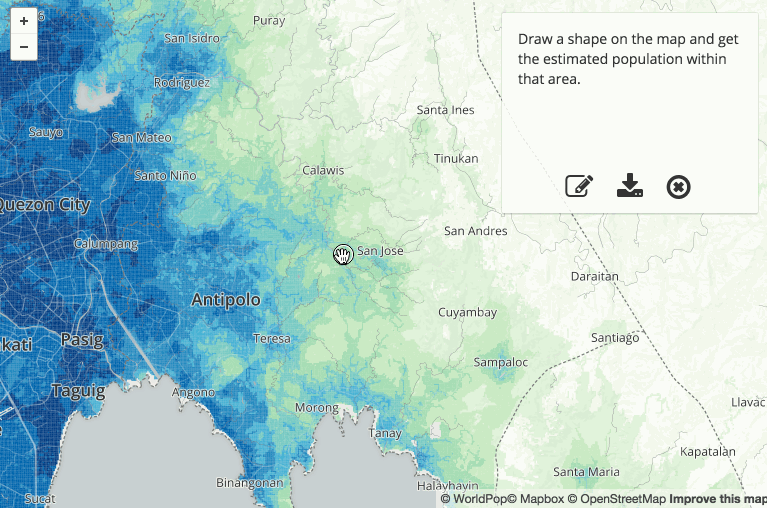 +
−
Puray
San Isidro
Rodriguez
Santa Ines
Sauyo
San Mateo
Tinukan
Calawis
Santo Niño
Quezon City
Calumpang
San Jose
San Andres
Daraitan
Antipolo
Cuyambay
Teresa
Santiago
Pasig
Sampaloc
Taguig
Angono
Morong
Tanay
Kapatalan
Santa Maria
Binangonan
Halayhayin
Sucat
Draw a shape on the map and get
the estimated population within
that area.
© WorldPop© Mapbox © OpenStreetMap Improve this map